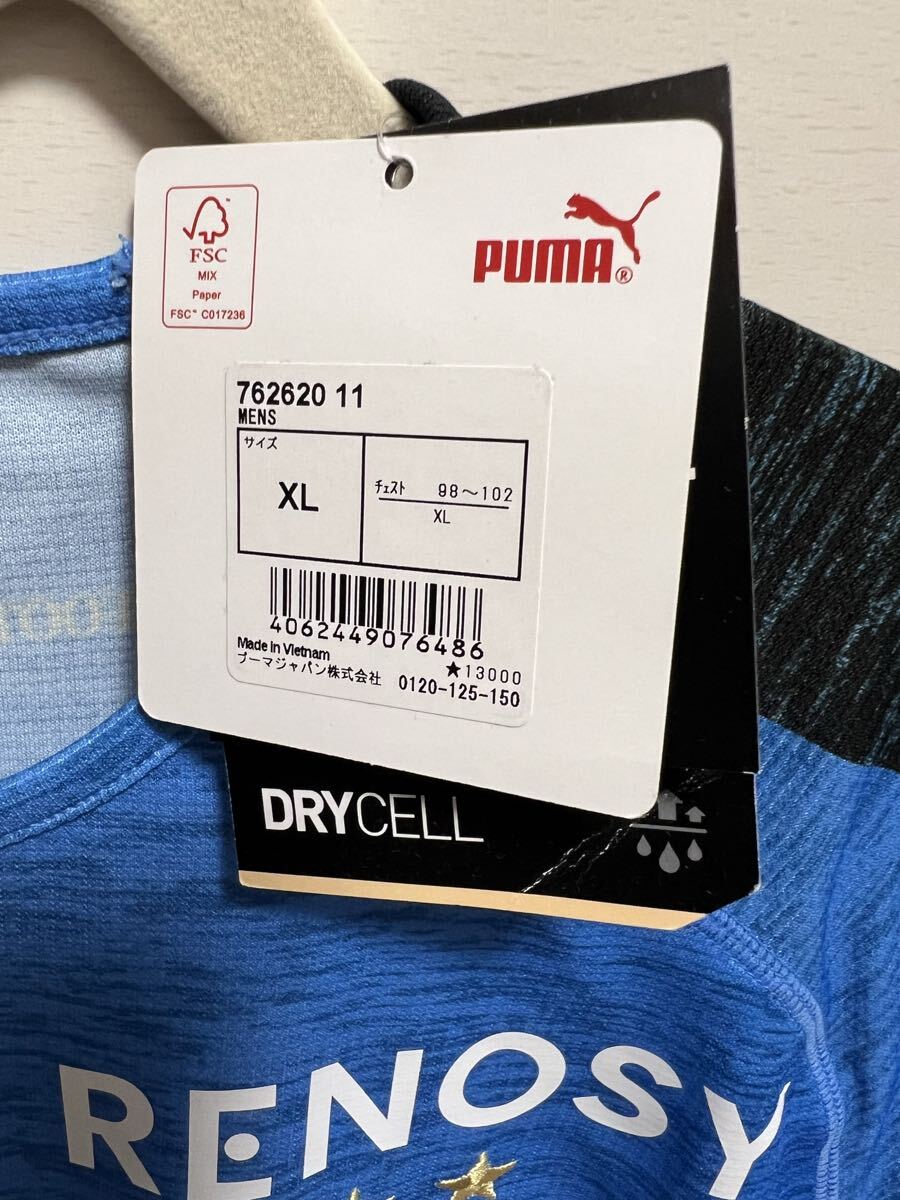 FSC
MIX
Paper
FSC™ C017236
PUMA®
762620 11
MENS
サイズ
XL
ﾁｪｽﾄ 98～102
XL
4062449076486
Made in Vietnam
★13000
プーマジャパン株式会社 0120-125-150
DRYCELL
RENOSY